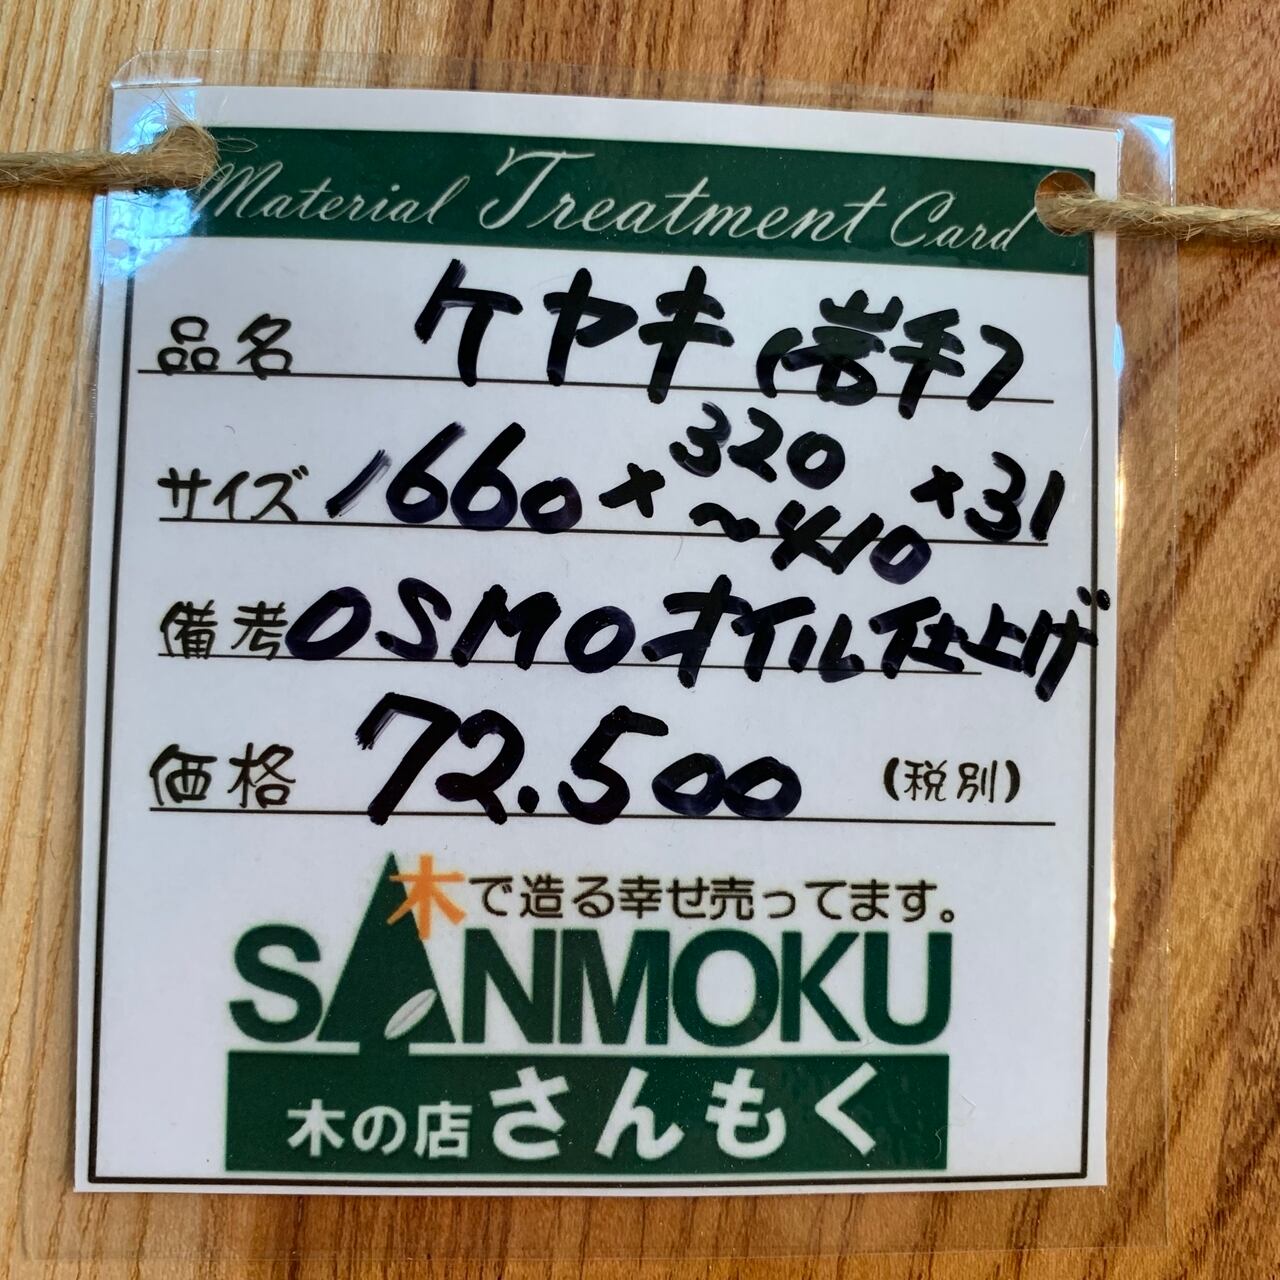 Material Treatment Card
品名 ケヤキ(岩手)
サイズ 1660×320~410×31
備考 OSMOオイル仕上げ
価格 72.500 (税別)
木で造る幸せ売ってます。
SANMOKU
木の店さんもく